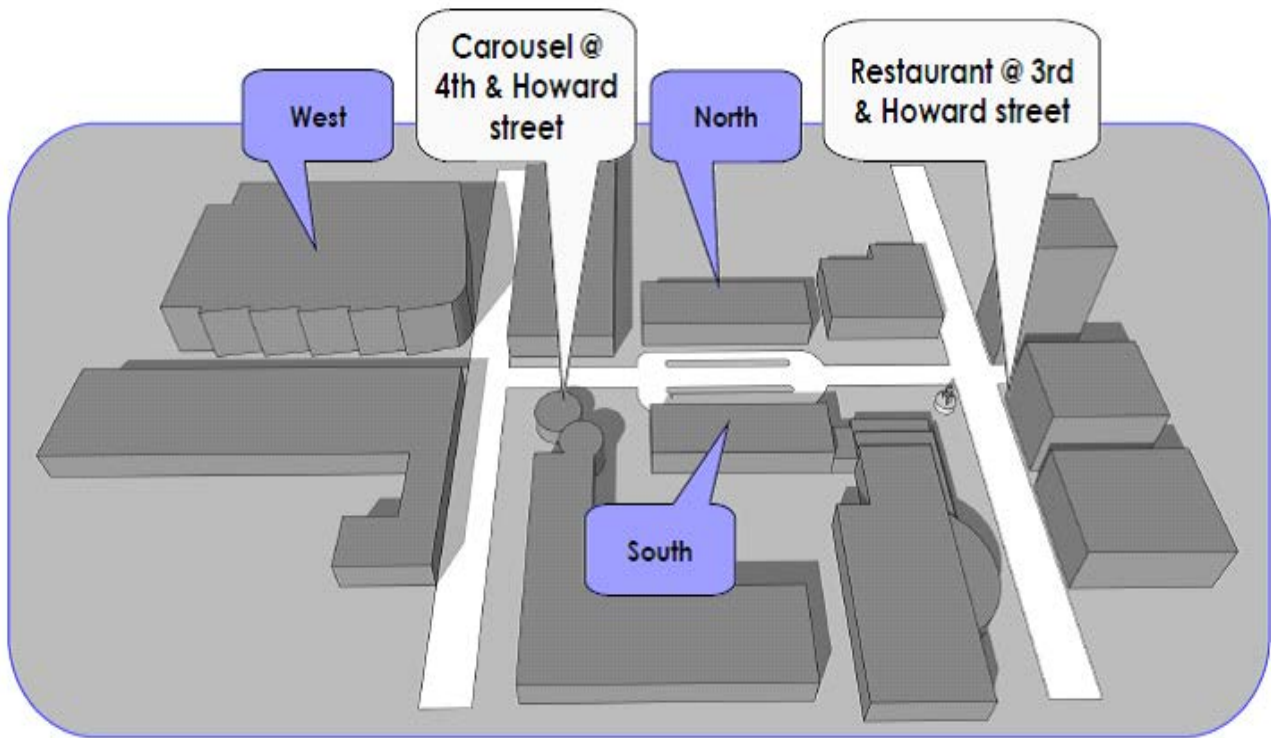 West
Carousel @
4th & Howard
street
North
Restaurant @ 3rd
& Howard street
South